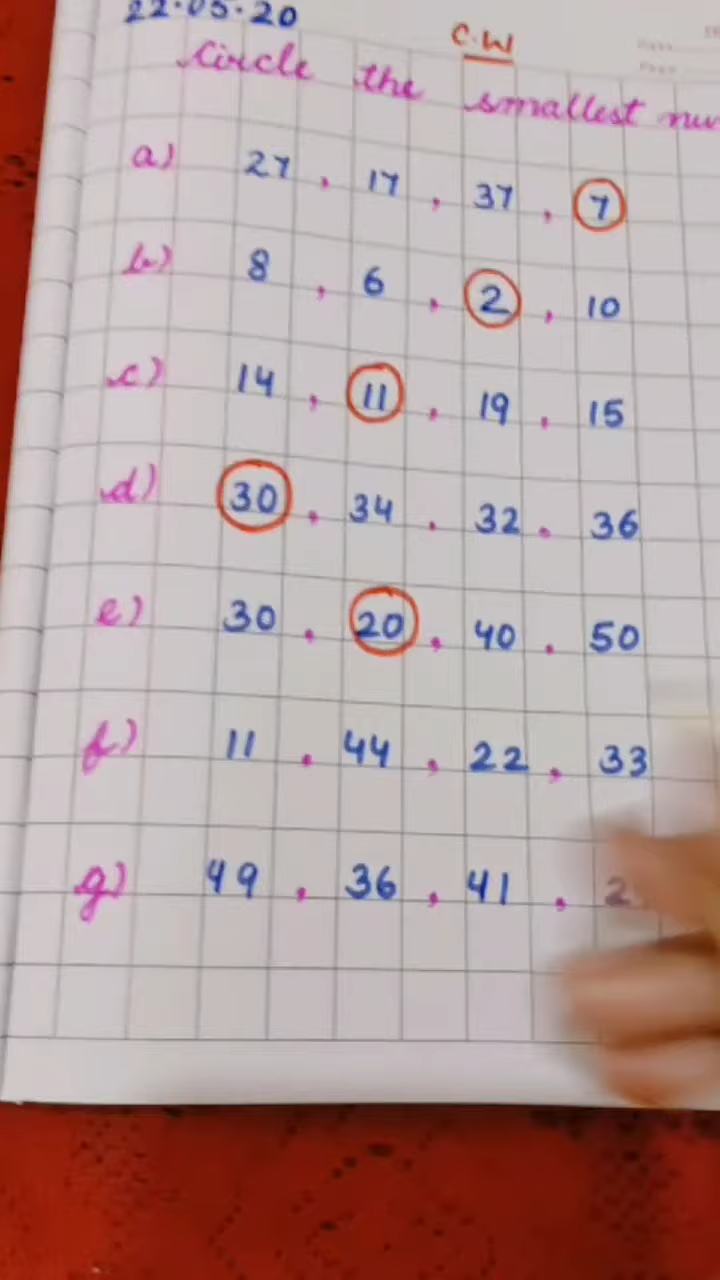 22.05.20
C.W
Circle the smallest
a) 27, 17, 37, 7
b) 8, 6, 2, 10
c) 14, 11, 19, 15
d) 30, 34, 32, 36
e) 30, 20, 40, 50
f) 11, 44, 22, 33
g) 49, 36, 41,